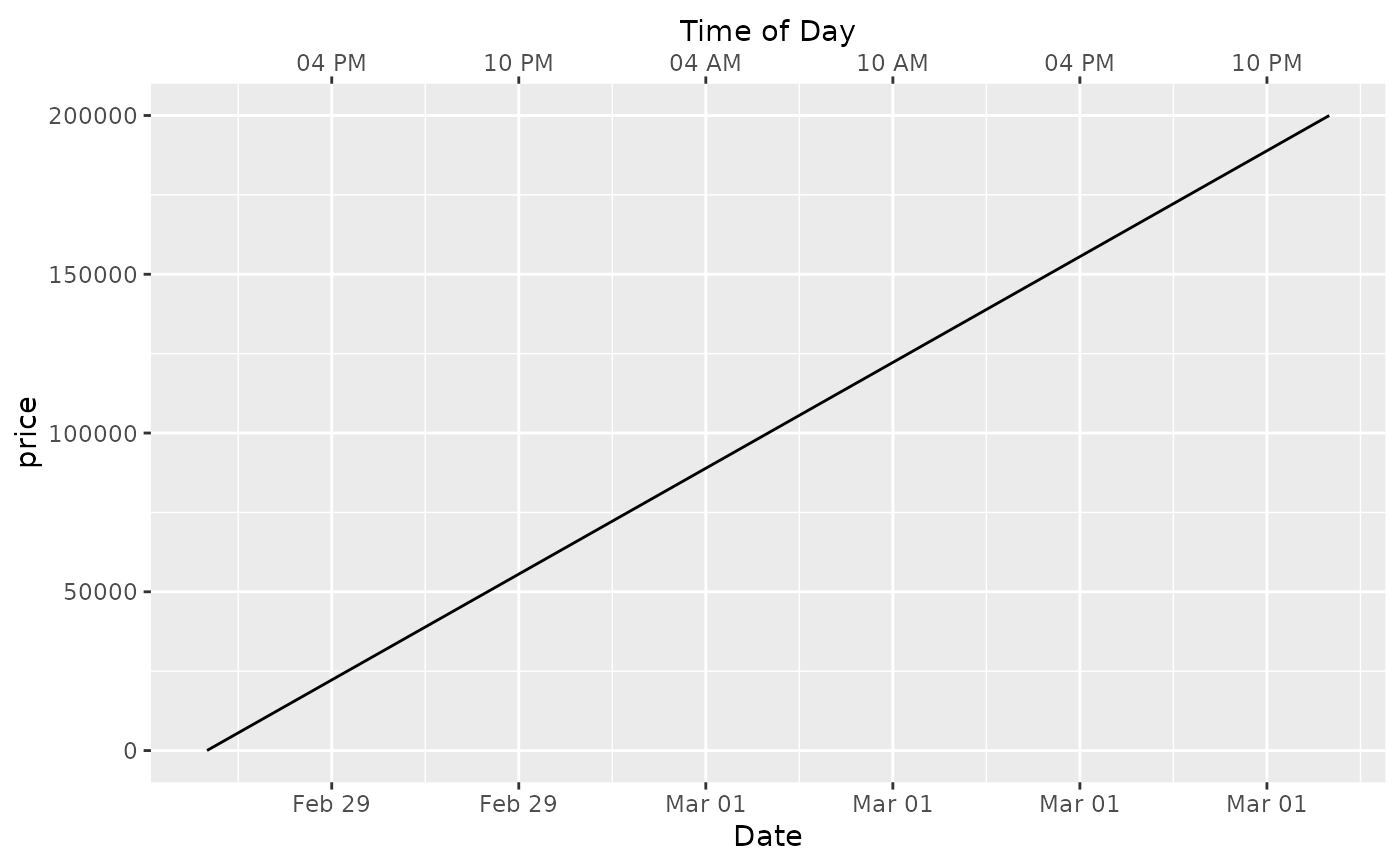 Time of Day
04 PM 10 PM 04 AM 10 AM 04 PM 10 PM
200000
150000
100000
50000
0
price
Feb 29 Feb 29 Mar 01 Mar 01 Mar 01 Mar 01
Date